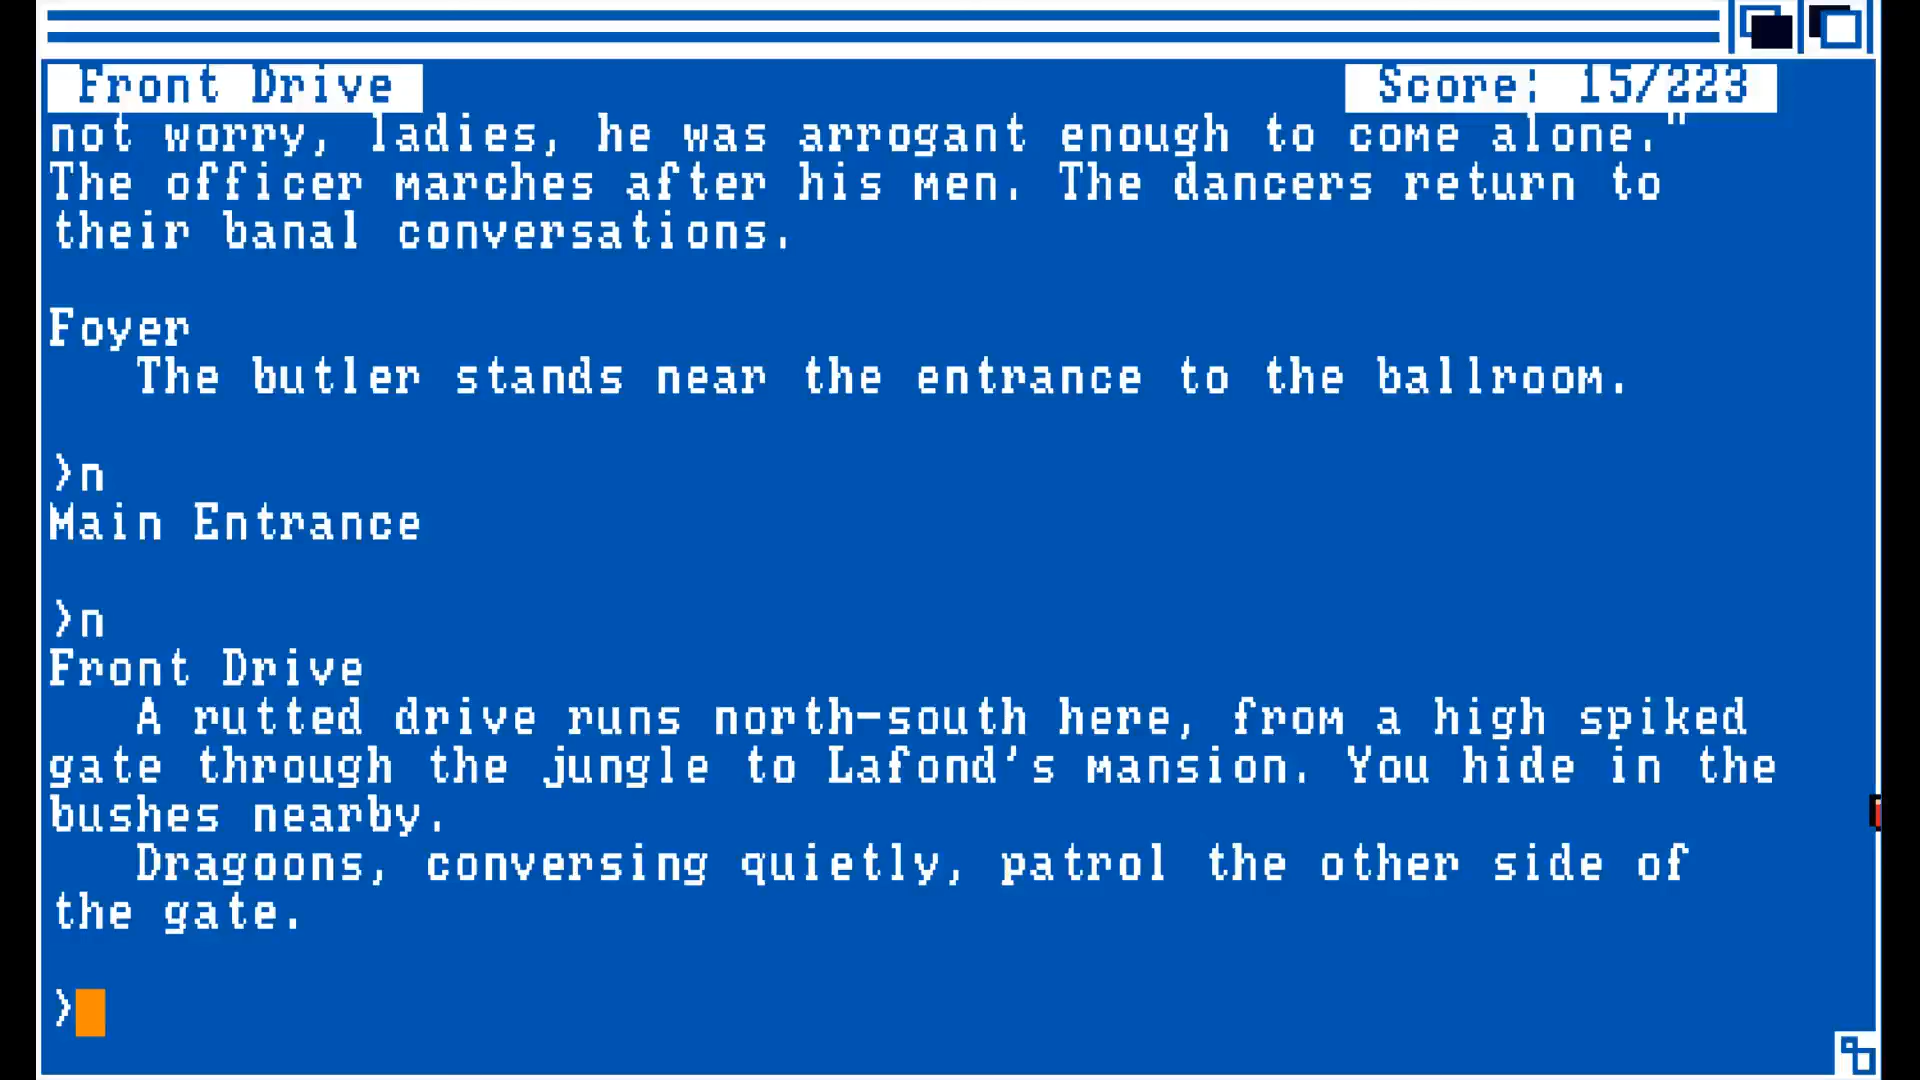 Front Drive Score: 15/223
not worry, ladies, he was arrogant enough to come alone."
The officer marches after his men. The dancers return to
their banal conversations.
Foyer
The butler stands near the entrance to the ballroom.
>n
Main Entrance
>n
Front Drive
A rutted drive runs north-south here, from a high spiked
gate through the jungle to Lafond's mansion. You hide in the
bushes nearby.
Dragoons, conversing quietly, patrol the other side of
the gate.
>